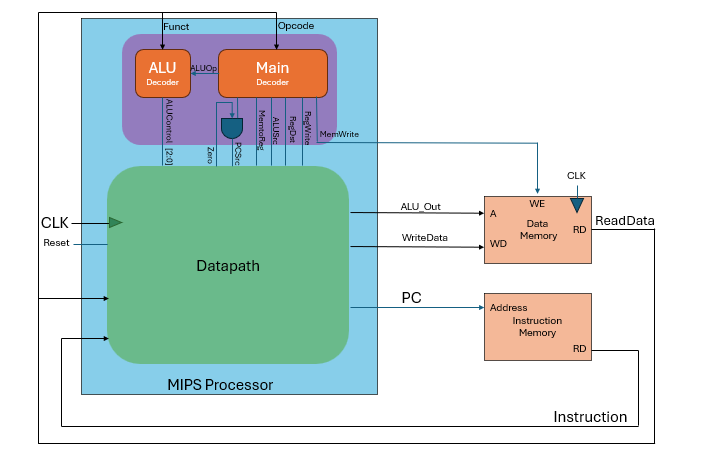 Funct
Opcode
ALU
Decoder
ALUOp
Main
Decoder
ALUControl [2:0]
Zero
PCSrc
MemtoReg
ALUSrc
RegDst
RegWrite
MemWrite
CLK
Reset
Datapath
MIPS Processor
ALU_Out
WriteData
PC
CLK
WE
A
Data
Memory
RD
WD
ReadData
Address
Instruction
Memory
RD
Instruction